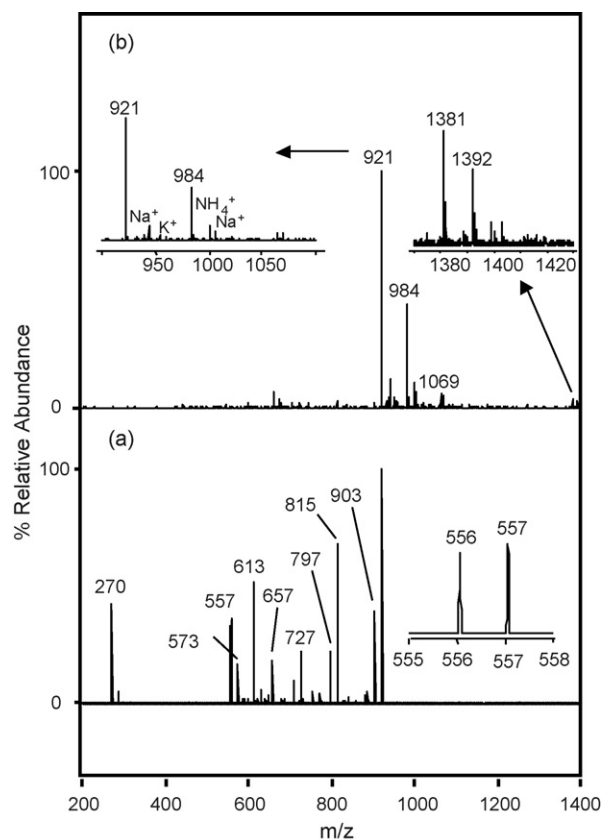 (b)
921
984
NH₄⁺
Na⁺
K⁺
Na⁺
950 1000 1050
1381
1392
1380 1400 1420
100
921
984
1069
0
(a)
100
903
815
797
613
657
270
557
573
727
556
557
555 556 557 558
0
200 400 600 800 1000 1200 1400
m/z
% Relative Abundance